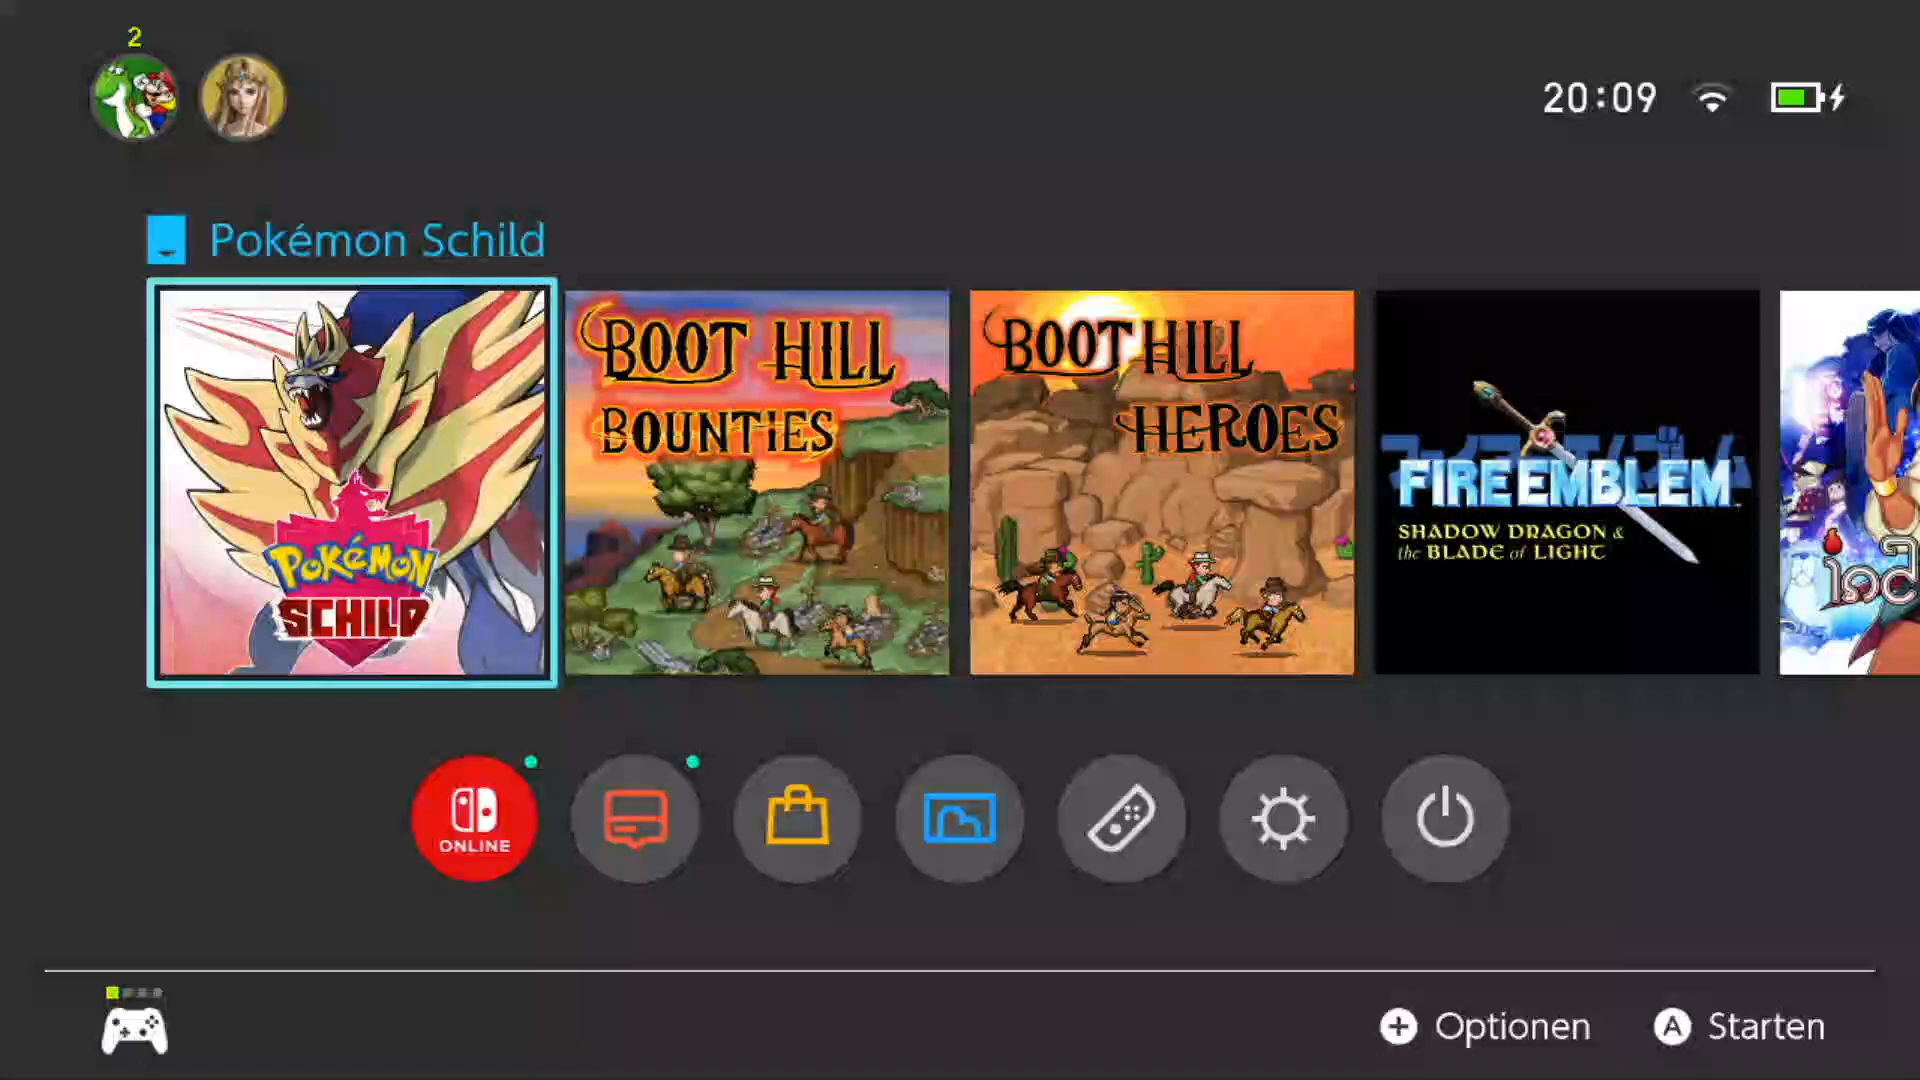 2
20:09
Pokémon Schild
POKéMON
SCHILD
BOOT HILL
BOUNTIES
BOOT HILL
HEROES
FIRE EMBLEM
SHADOW DRAGON &
the BLADE of LIGHT
ONLINE
Optionen
A Starten